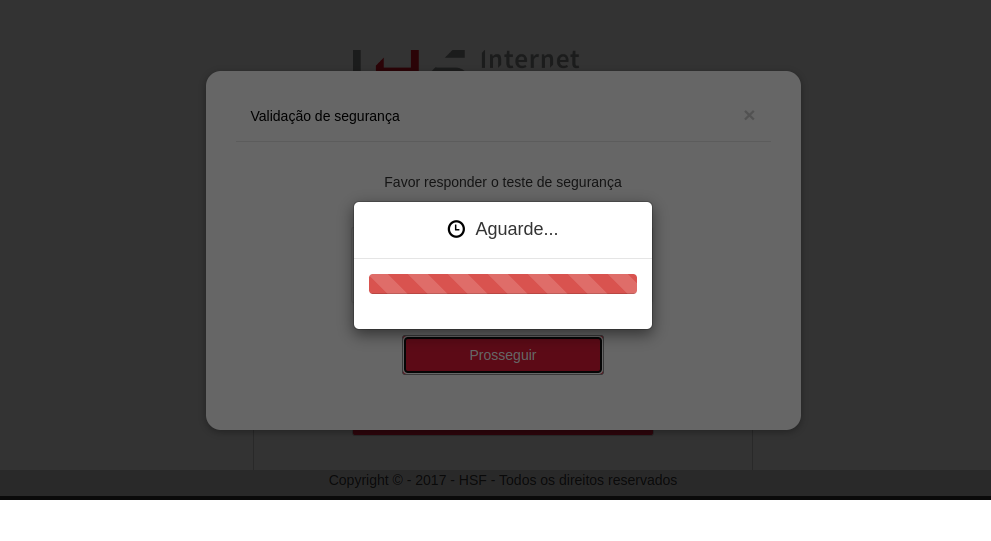 Internet
Validação de segurança
×
Favor responder o teste de segurança
Aguarde...
Prosseguir
Copyright © - 2017 - HSF - Todos os direitos reservados